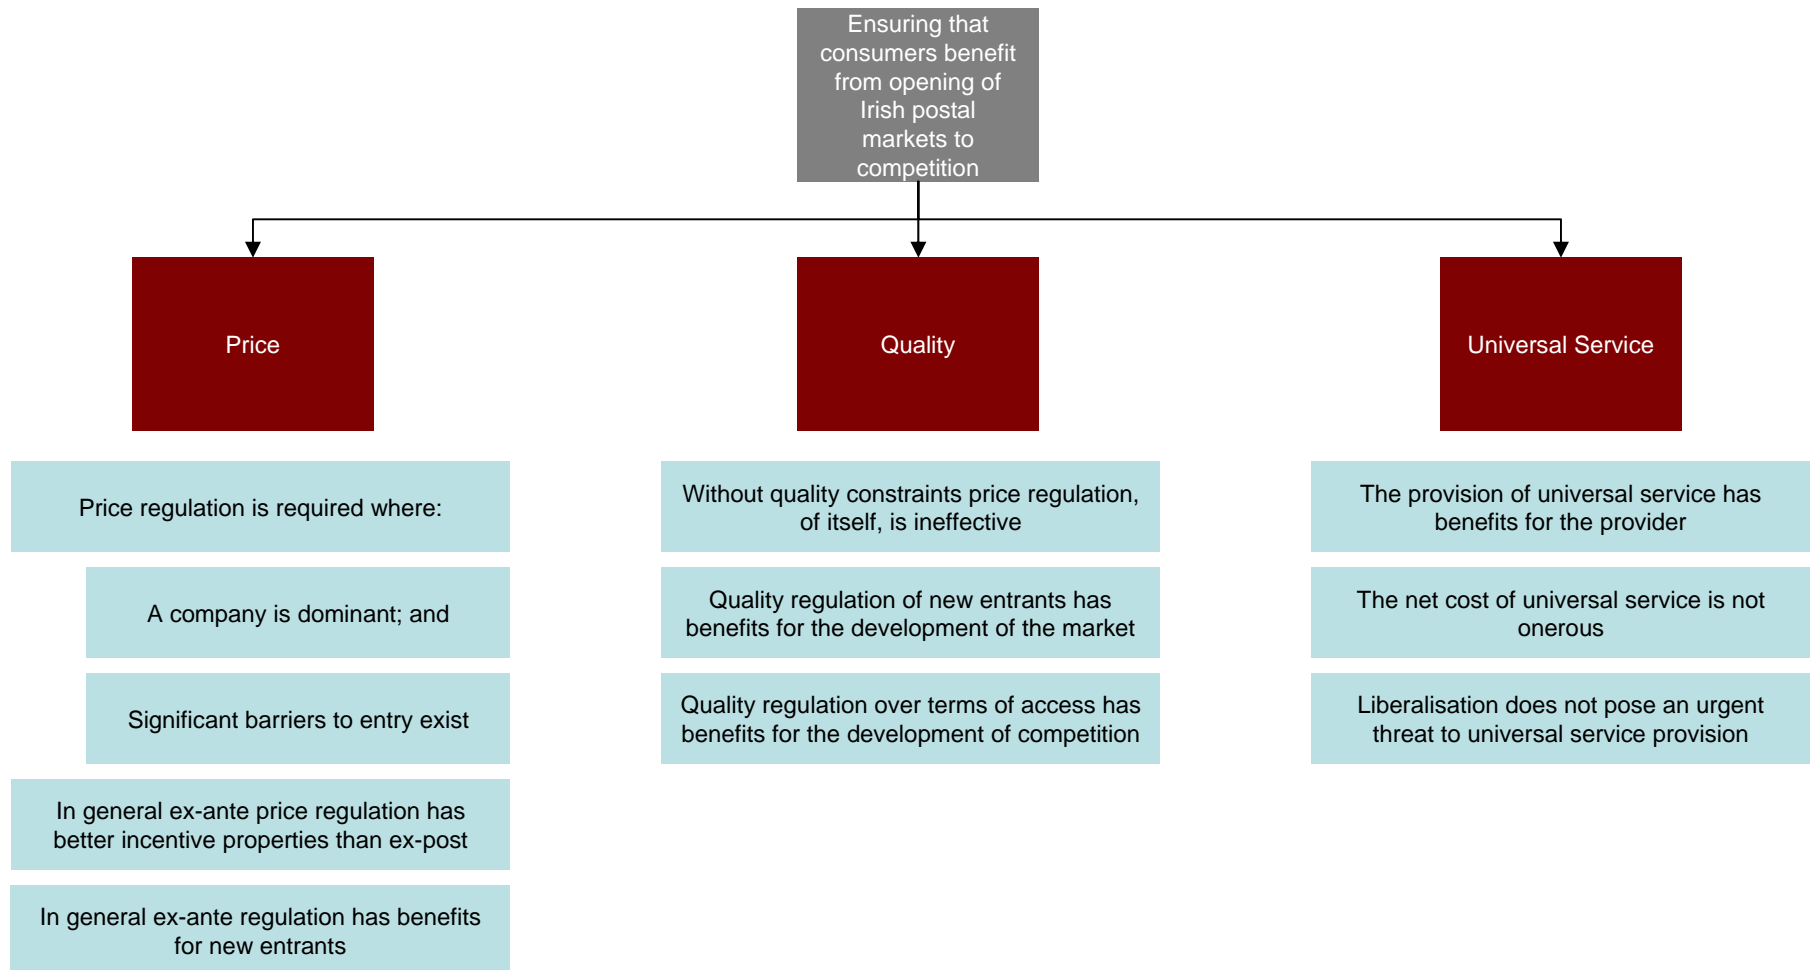 Ensuring that
consumers benefit
from opening of
Irish postal
markets to
competition
Price
Quality
Universal Service
Price regulation is required where:
A company is dominant; and
Significant barriers to entry exist
In general ex-ante price regulation has
better incentive properties than ex-post
In general ex-ante regulation has benefits
for new entrants
Without quality constraints price regulation,
of itself, is ineffective
Quality regulation of new entrants has
benefits for the development of the market
Quality regulation over terms of access has
benefits for the development of competition
The provision of universal service has
benefits for the provider
The net cost of universal service is not
onerous
Liberalisation does not pose an urgent
threat to universal service provision